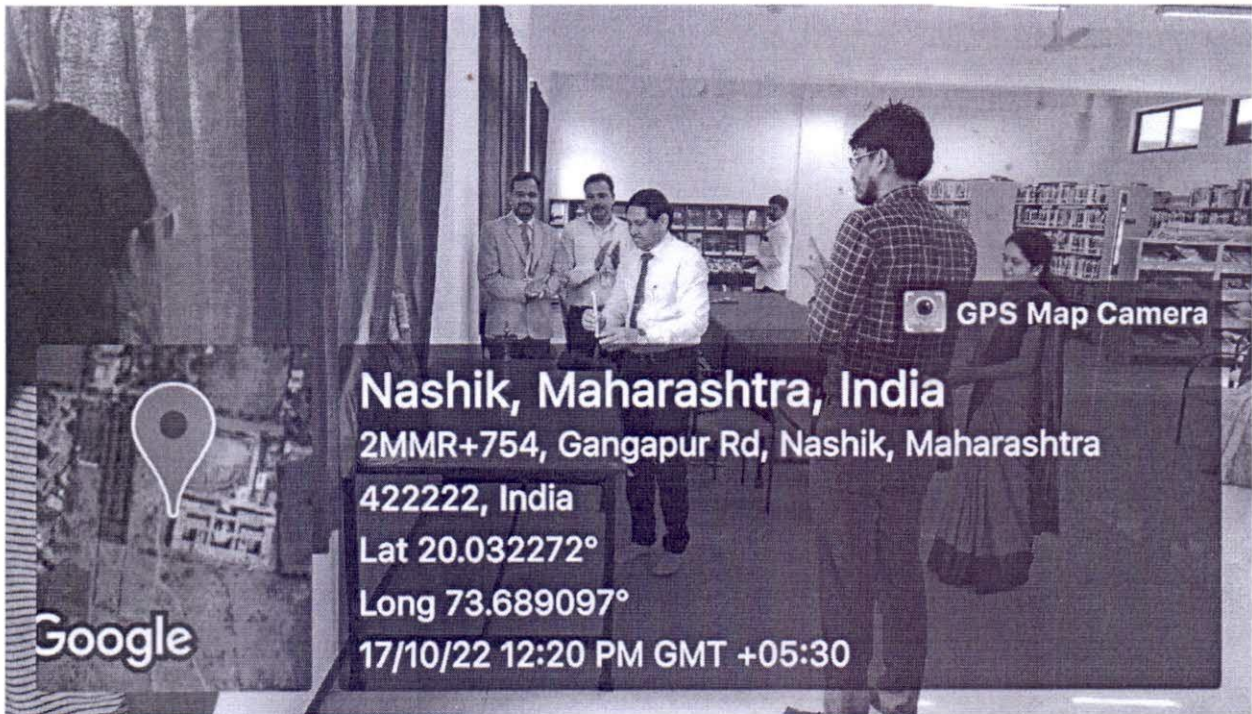 GPS Map Camera
Nashik, Maharashtra, India
2MMR+754, Gangapur Rd, Nashik, Maharashtra
422222, India
Lat 20.032272°
Long 73.689097°
17/10/22 12:20 PM GMT +05:30
Google